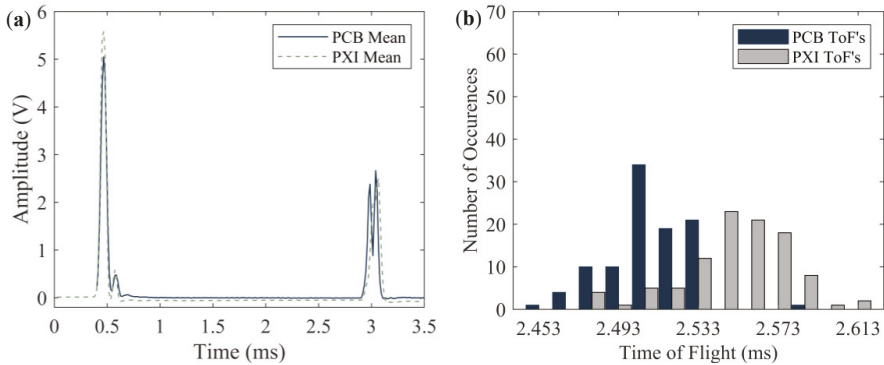 (a)
6
5
4
3
2
1
0
Amplitude (V)
PCB Mean
PXI Mean
0 0.5 1 1.5 2 2.5 3 3.5
Time (ms)
(b)
70
60
50
40
30
20
10
0
Number of Occurences
PCB ToF's
PXI ToF's
2.453 2.493 2.533 2.573 2.613
Time of Flight (ms)